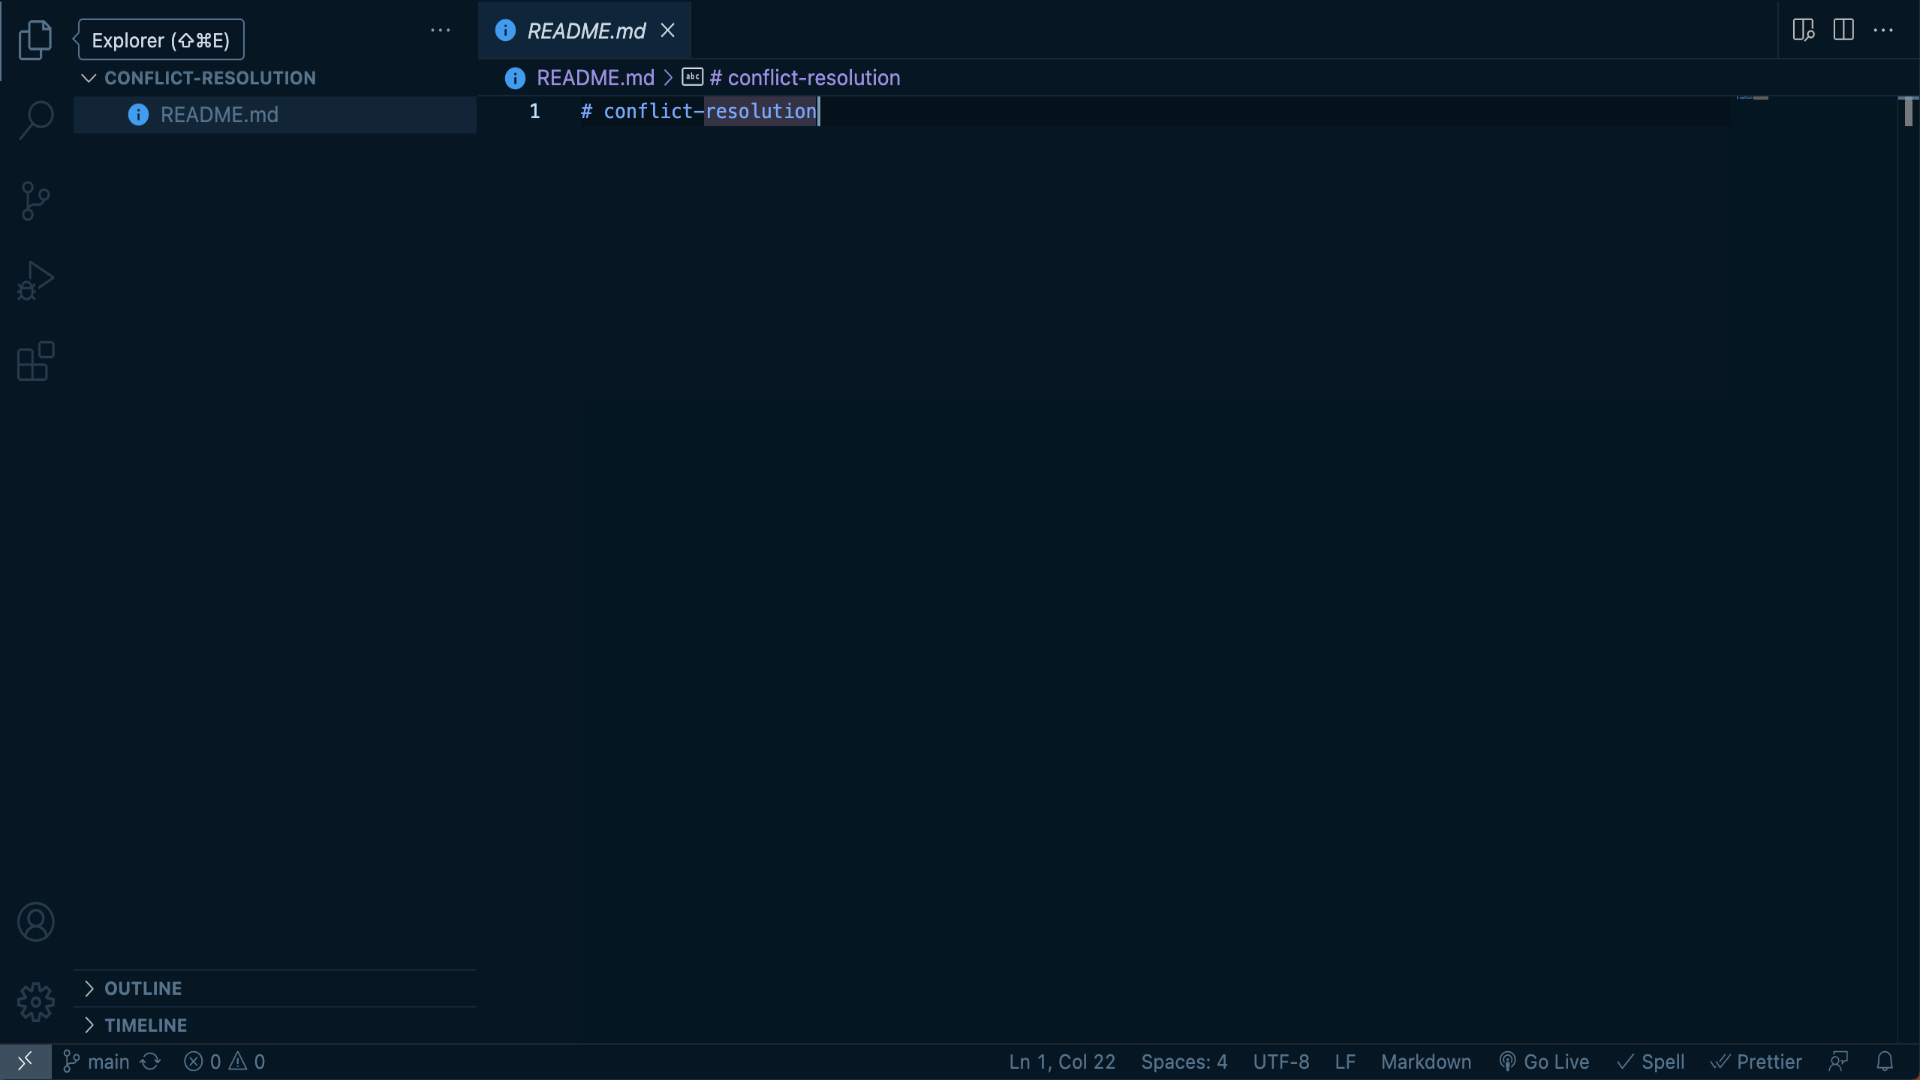 Explorer (⇧⌘E)
CONFLICT-RESOLUTION
README.md
OUTLINE
TIMELINE
README.md
README.md > abc # conflict-resolution
1 # conflict-resolution
main 0 0
Ln 1, Col 22 Spaces: 4 UTF-8 LF Markdown Go Live Spell Prettier